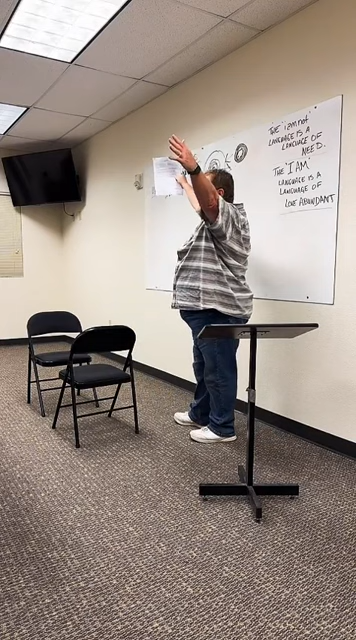 THE "I am not"
LANGUAGE IS A
LANGUAGE OF
NEED.
THE "I AM"
LANGUAGE IS A
LANGUAGE OF
LOVE ABUNDANT